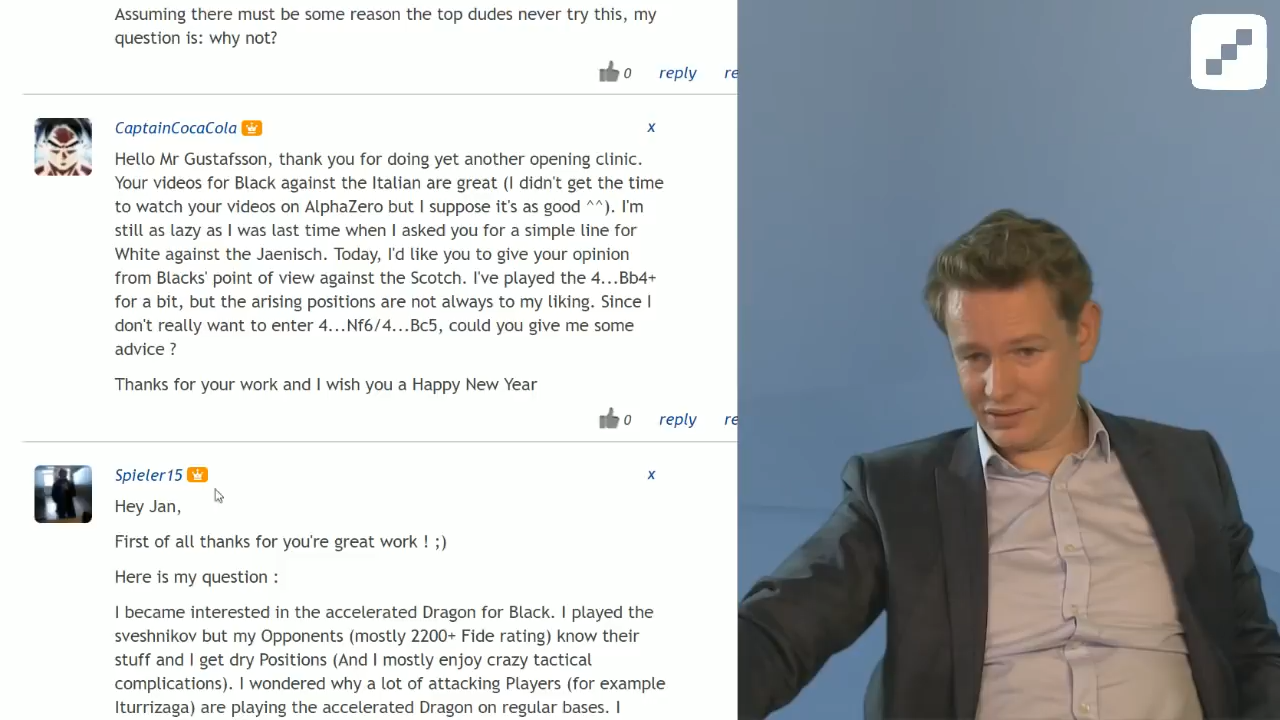 Assuming there must be some reason the top dudes never try this, my
question is: why not?
0 reply re
CaptainCocaCola x
Hello Mr Gustafsson, thank you for doing yet another opening clinic.
Your videos for Black against the Italian are great (I didn't get the time
to watch your videos on AlphaZero but I suppose it's as good ^^). I'm
still as lazy as I was last time when I asked you for a simple line for
White against the Jaenisch. Today, I'd like you to give your opinion
from Blacks' point of view against the Scotch. I've played the 4...Bb4+
for a bit, but the arising positions are not always to my liking. Since I
don't really want to enter 4...Nf6/4...Bc5, could you give me some
advice ?
Thanks for your work and I wish you a Happy New Year
0 reply re
Spieler15 x
Hey Jan,
First of all thanks for you're great work ! ;)
Here is my question :
I became interested in the accelerated Dragon for Black. I played the
sveshnikov but my Opponents (mostly 2200+ Fide rating) know their
stuff and I get dry Positions (And I mostly enjoy crazy tactical
complications). I wondered why a lot of attacking Players (for example
Iturrizaga) are playing the accelerated Dragon on regular bases. I